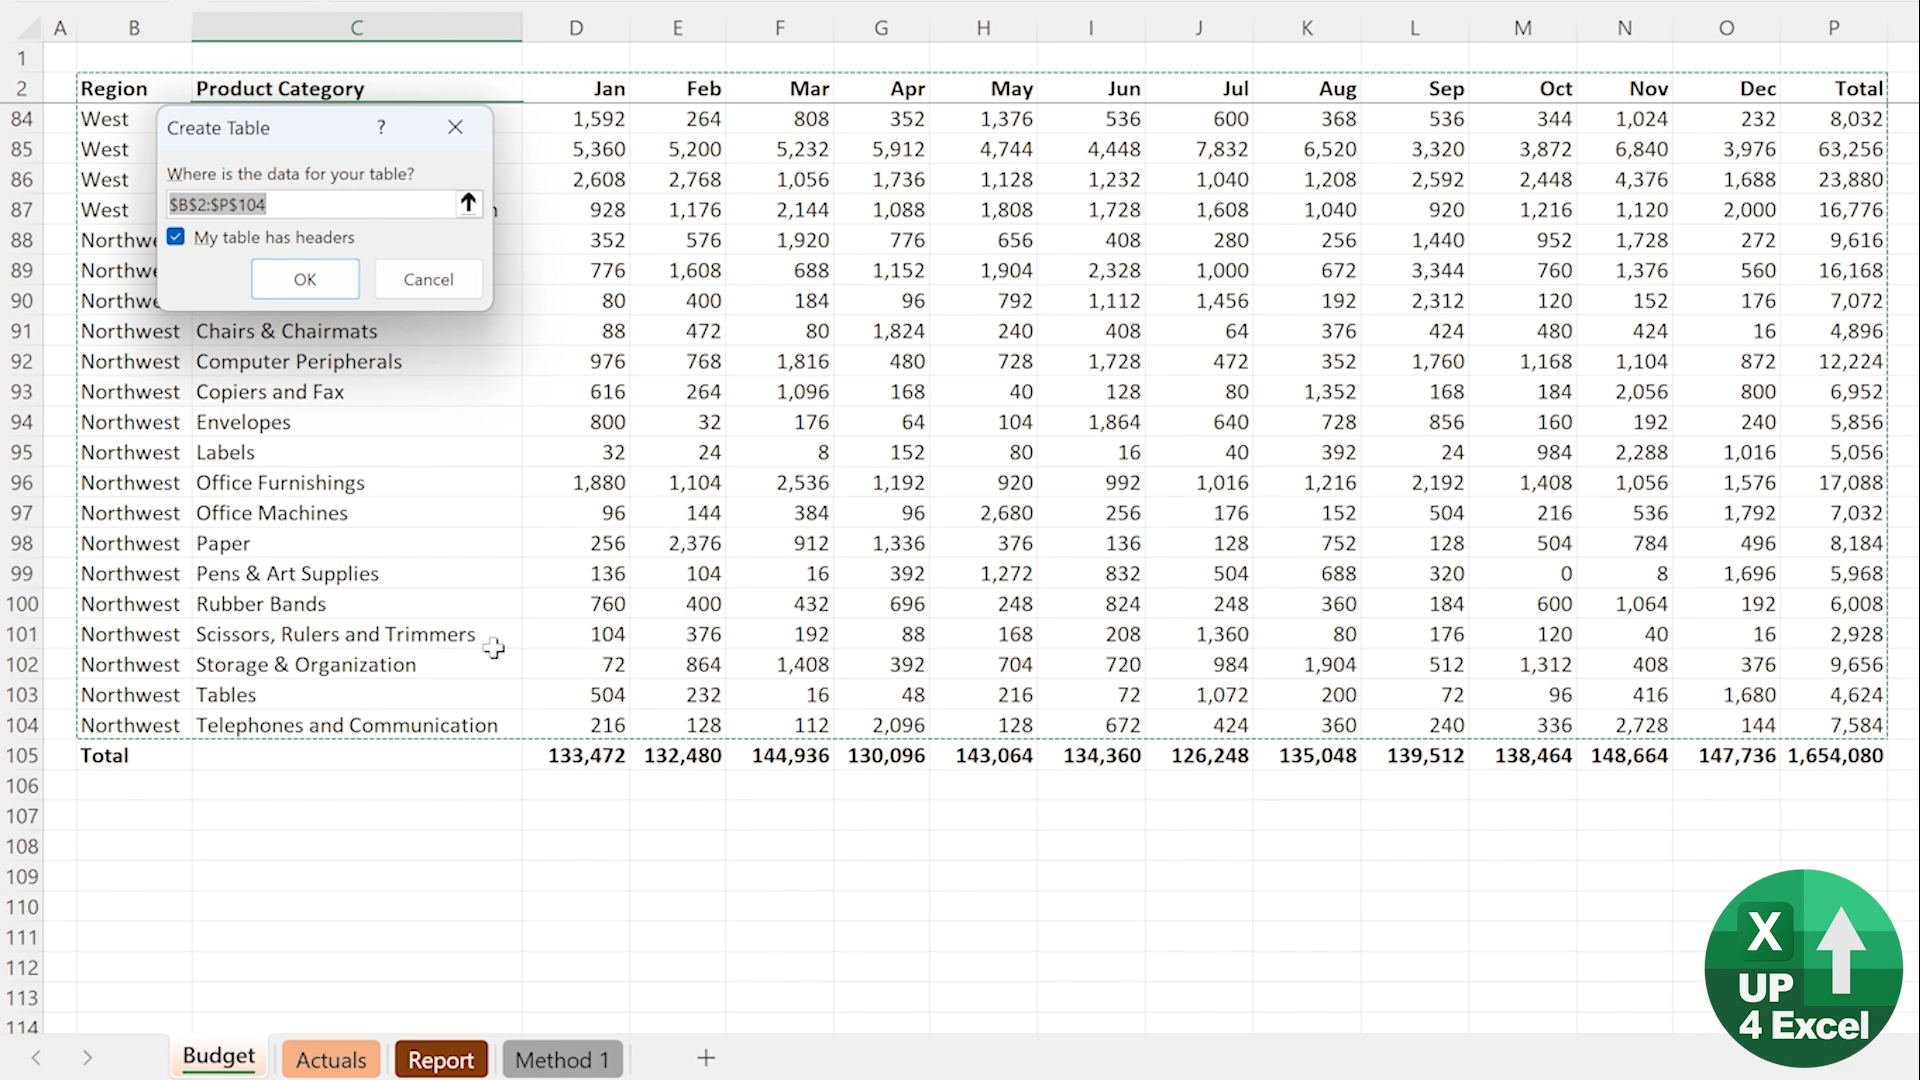 A B C D E F G H I J K L M N O P
1
2 Region Product Category Jan Feb Mar Apr May Jun Jul Aug Sep Oct Nov Dec Total
84 West 1,592 264 808 352 1,376 536 600 368 536 344 1,024 232 8,032
Create Table ? ×
85 West 5,360 5,200 5,232 5,912 4,744 4,448 7,832 6,520 3,320 3,872 6,840 3,976 63,256
Where is the data for your table?
86 West 2,608 2,768 1,056 1,736 1,128 1,232 1,040 1,208 2,592 2,448 4,376 1,688 23,880
$B$2:$P$104
87 West 928 1,176 2,144 1,088 1,808 1,728 1,608 1,040 920 1,216 1,120 2,000 16,776
My table has headers
88 Northwe 352 576 1,920 776 656 408 280 256 1,440 952 1,728 272 9,616
89 Northwe 776 1,608 688 1,152 1,904 2,328 1,000 672 3,344 760 1,376 560 16,168
OK Cancel
90 Northwe 80 400 184 96 792 1,112 1,456 192 2,312 120 152 176 7,072
91 Northwest Chairs & Chairmats 88 472 80 1,824 240 408 64 376 424 480 424 16 4,896
92 Northwest Computer Peripherals 976 768 1,816 480 728 1,728 472 352 1,760 1,168 1,104 872 12,224
93 Northwest Copiers and Fax 616 264 1,096 168 40 128 80 1,352 168 184 2,056 800 6,952
94 Northwest Envelopes 800 32 176 64 104 1,864 640 728 856 160 192 240 5,856
95 Northwest Labels 32 24 8 152 80 16 40 392 24 984 2,288 1,016 5,056
96 Northwest Office Furnishings 1,880 1,104 2,536 1,192 920 992 1,016 1,216 2,192 1,408 1,056 1,576 17,088
97 Northwest Office Machines 96 144 384 96 2,680 256 176 152 504 216 536 1,792 7,032
98 Northwest Paper 256 2,376 912 1,336 376 136 128 752 128 504 784 496 8,184
99 Northwest Pens & Art Supplies 136 104 16 392 1,272 832 504 688 320 0 8 1,696 5,968
100 Northwest Rubber Bands 760 400 432 696 248 824 248 360 184 600 1,064 192 6,008
101 Northwest Scissors, Rulers and Trimmers 104 376 192 88 168 208 1,360 80 176 120 40 16 2,928
102 Northwest Storage & Organization 72 864 1,408 392 704 720 984 1,904 512 1,312 408 376 9,656
103 Northwest Tables 504 232 16 48 216 72 1,072 200 72 96 416 1,680 4,624
104 Northwest Telephones and Communication 216 128 112 2,096 128 672 424 360 240 336 2,728 144 7,584
105 Total 133,472 132,480 144,936 130,096 143,064 134,360 126,248 135,048 139,512 138,464 148,664 147,736 1,654,080
106
107
108
109
110
111
112
113
114
X
UP
4 Excel
Budget Actuals Report Method 1 +